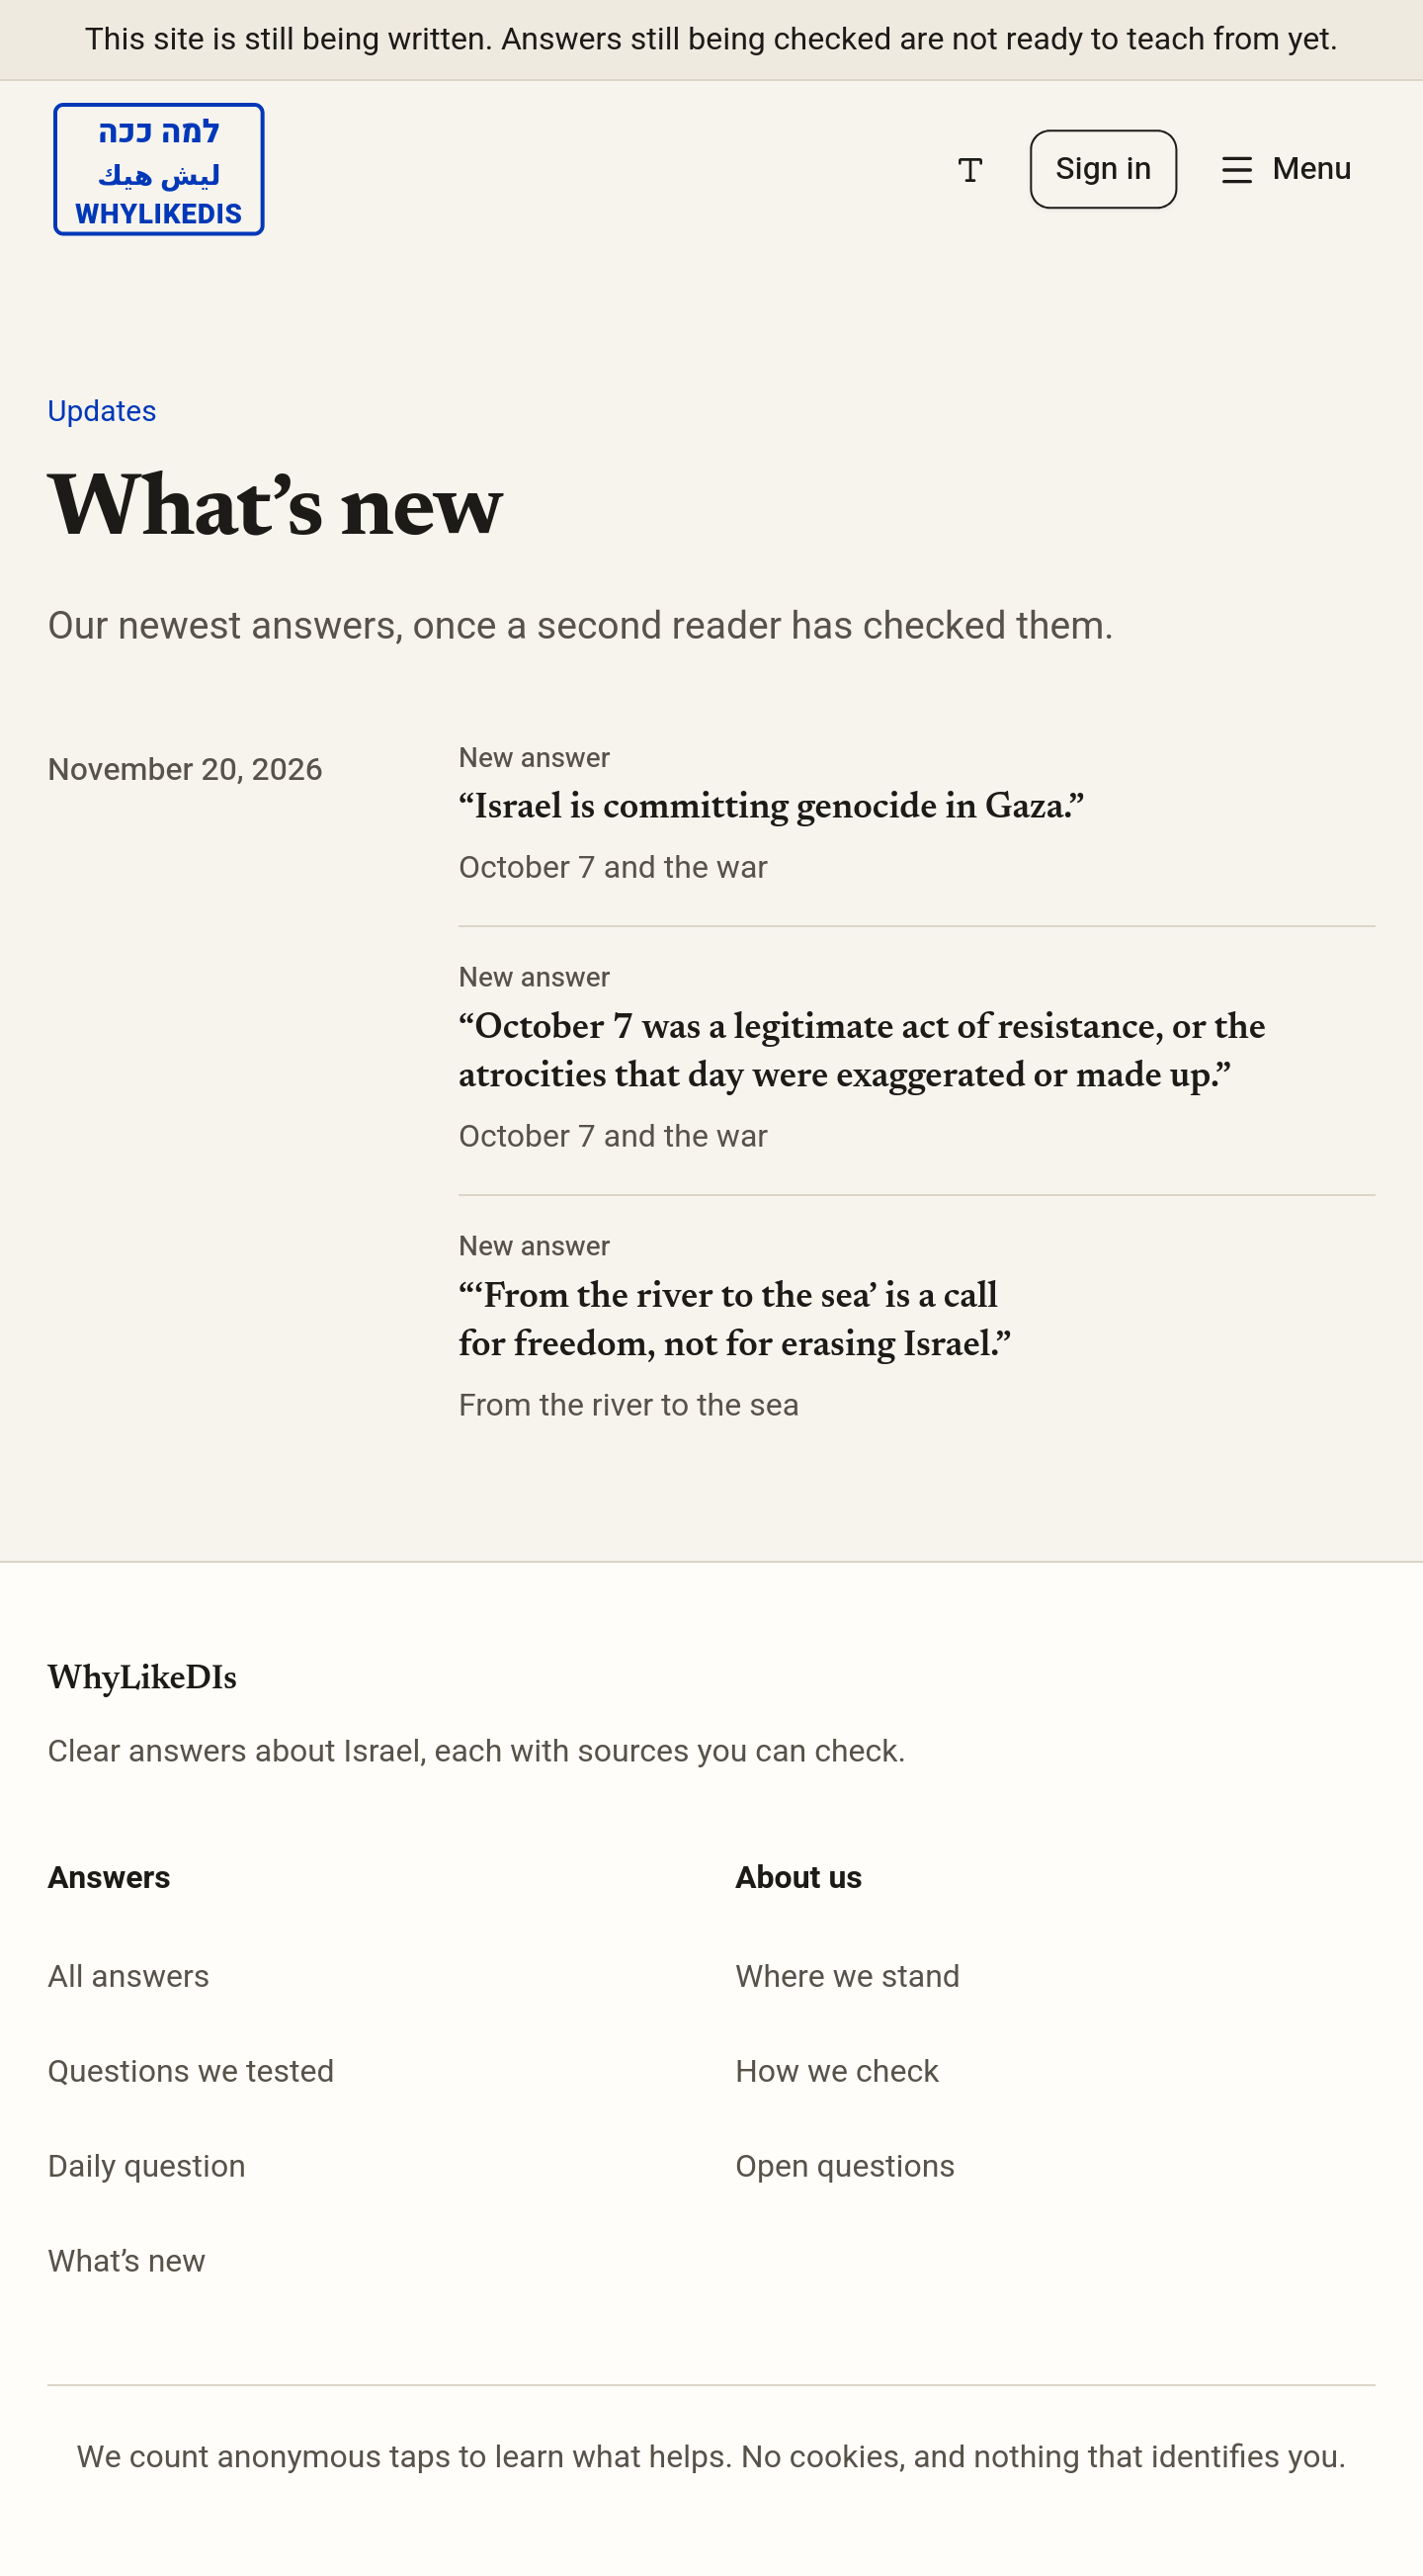 This site is still being written. Answers still being checked are not ready to teach from yet.
למה ככה
ليش هيك
WHYLIKEDIS
T
Sign in
Menu
Updates
What’s new
Our newest answers, once a second reader has checked them.
November 20, 2026
New answer
“Israel is committing genocide in Gaza.”
October 7 and the war
New answer
“October 7 was a legitimate act of resistance, or the
atrocities that day were exaggerated or made up.”
October 7 and the war
New answer
“‘From the river to the sea’ is a call
for freedom, not for erasing Israel.”
From the river to the sea
WhyLikeDIs
Clear answers about Israel, each with sources you can check.
Answers
All answers
Questions we tested
Daily question
What’s new
About us
Where we stand
How we check
Open questions
We count anonymous taps to learn what helps. No cookies, and nothing that identifies you.